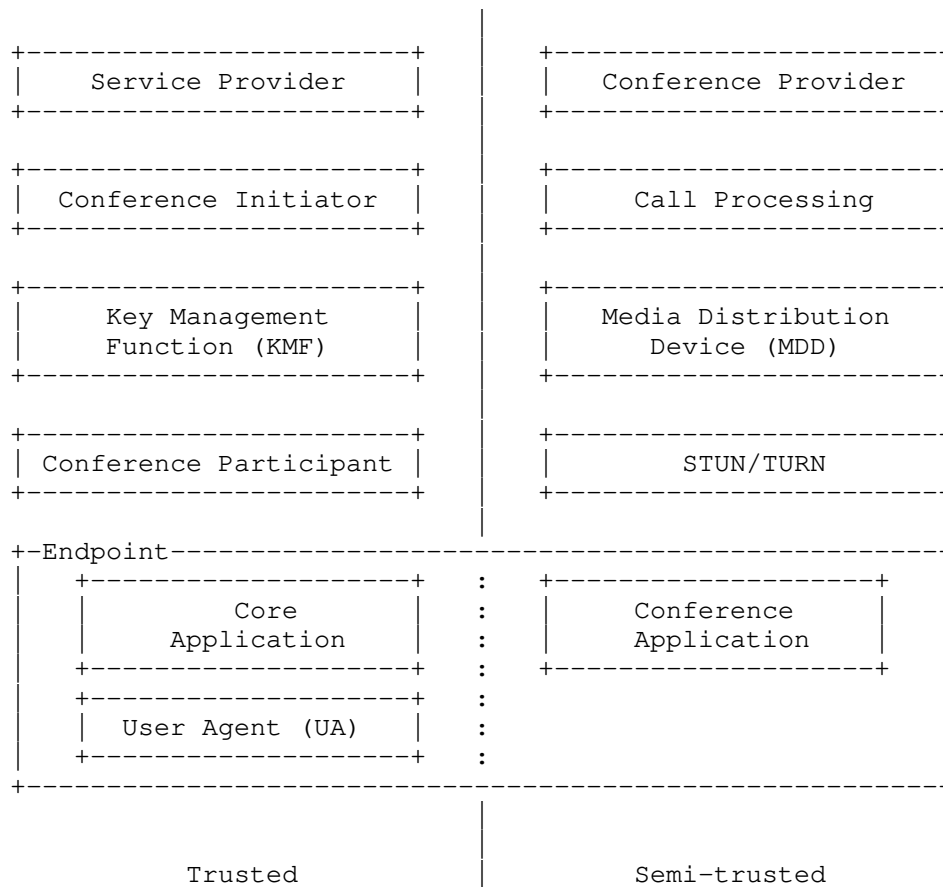 Service Provider Conference Provider
Conference Initiator Call Processing
Key Management Media Distribution
Function (KMF) Device (MDD)
Conference Participant STUN/TURN
Endpoint
Core Conference
Application Application
User Agent (UA)
Trusted Semi-trusted